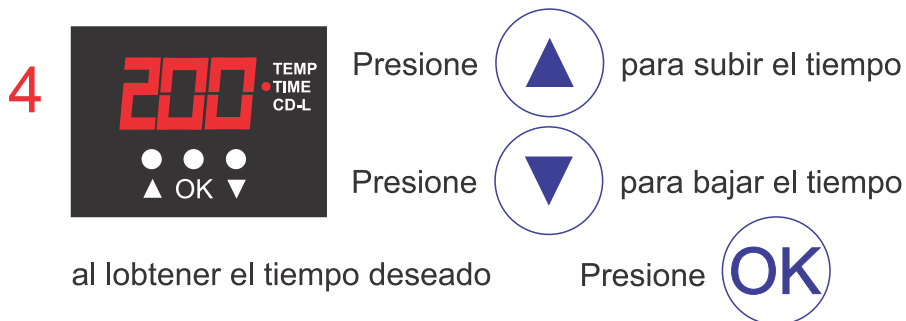 4
200
TEMP
TIME
CD-L
▲ OK ▼
Presione ▲ para subir el tiempo
Presione ▼ para bajar el tiempo
al lobtener el tiempo deseado Presione OK